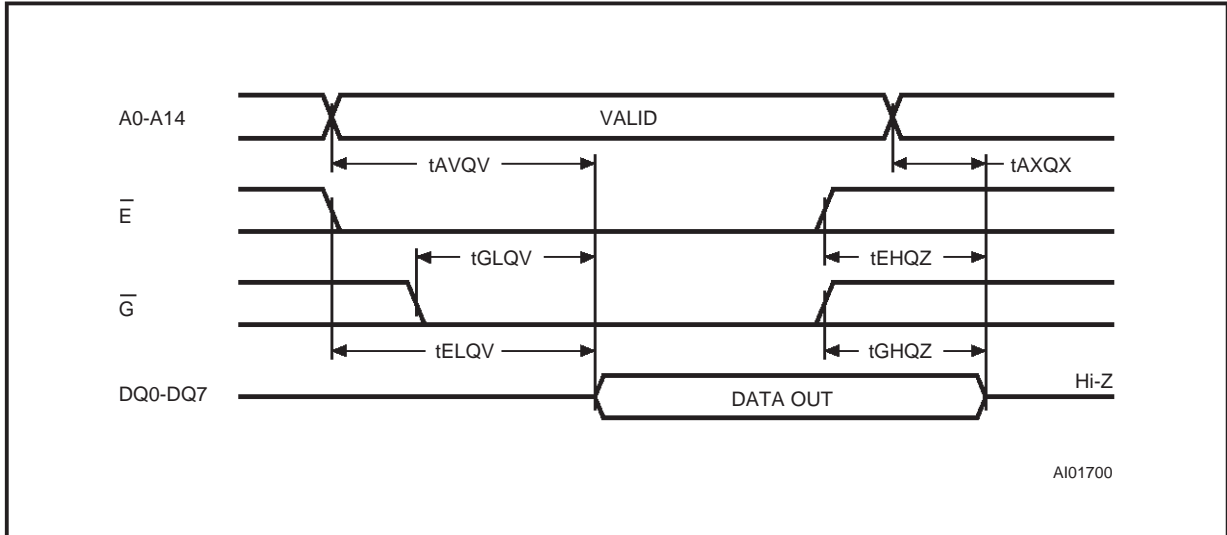 A0-A14
VALID
tAVQV
tAXQX
E̅
tGLQV
tEHQZ
G̅
tELQV
tGHQZ
DQ0-DQ7
DATA OUT
Hi-Z
AI01700